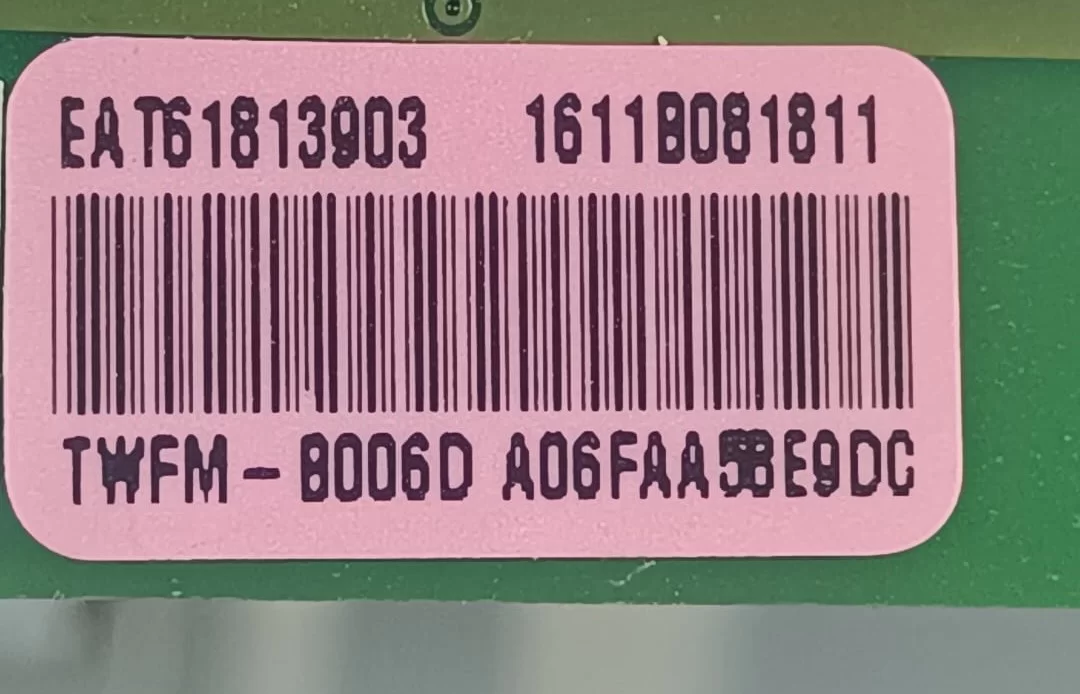 EAT61813903 1611B081811
TWFM-B006D A06FAA5BE9DC